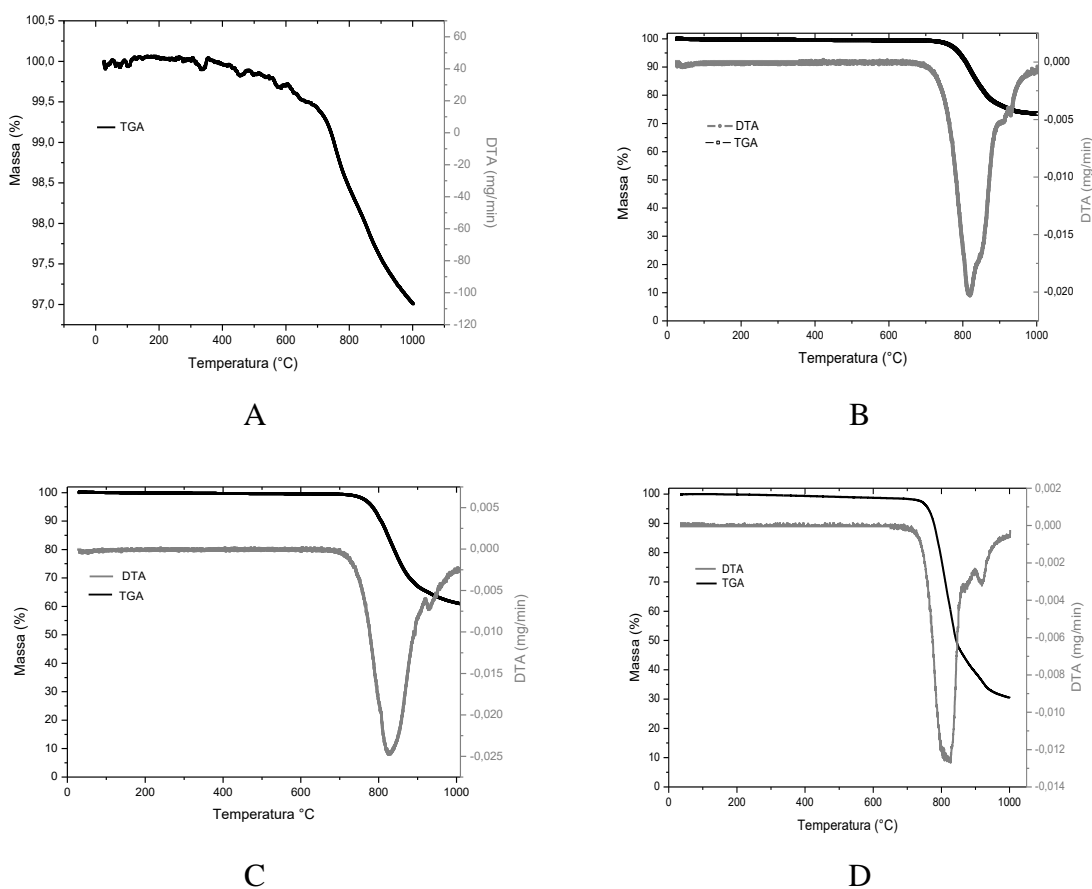 100,5
100,0
99,5
99,0
98,5
98,0
97,5
97,0
Massa (%)
TGA
60
40
20
0
-20
-40
-60
-80
-100
-120
DTA (mg/min)
0 200 400 600 800 1000
Temperatura (°C)
A
100
90
80
70
60
50
40
30
20
10
0
Massa (%)
DTA
TGA
0,000
-0,005
-0,010
-0,015
-0,020
DTA (mg/min)
0 200 400 600 800 1000
Temperatura (°C)
B
100
90
80
70
60
50
40
30
20
10
0
Massa (%)
DTA
TGA
0,005
0,000
-0,005
-0,010
-0,015
-0,020
-0,025
DTA (mg/min)
0 200 400 600 800 1000
Temperatura °C
C
100
90
80
70
60
50
40
30
20
10
0
Massa (%)
DTA
TGA
0,002
0,000
-0,002
-0,004
-0,006
-0,008
-0,010
-0,012
-0,014
DTA (mg/min)
0 200 400 600 800 1000
Temperatura (°C)
D